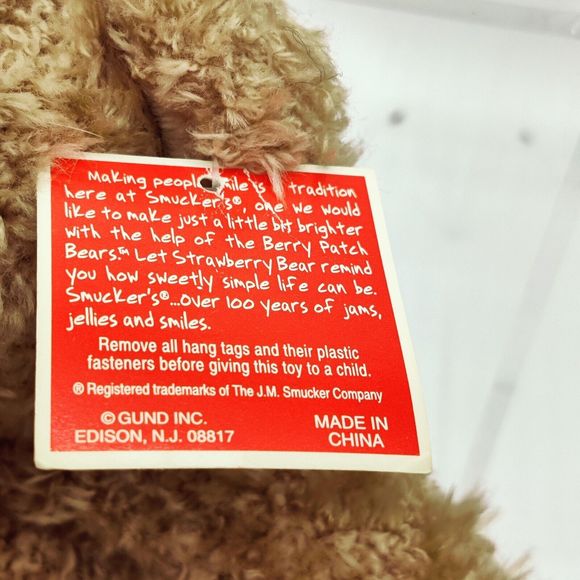 Making people smile is a tradition
here at Smucker's®, one we would
like to make just a little bit brighter
with the help of the Berry Patch
Bears.™ Let Strawberry Bear remind
you how sweetly simple life can be.
Smucker's®...over 100 years of jams,
jellies and smiles.
Remove all hang tags and their plastic
fasteners before giving this toy to a child.
® Registered trademarks of The J.M. Smucker Company
© GUND INC.
EDISON, N.J. 08817
MADE IN
CHINA